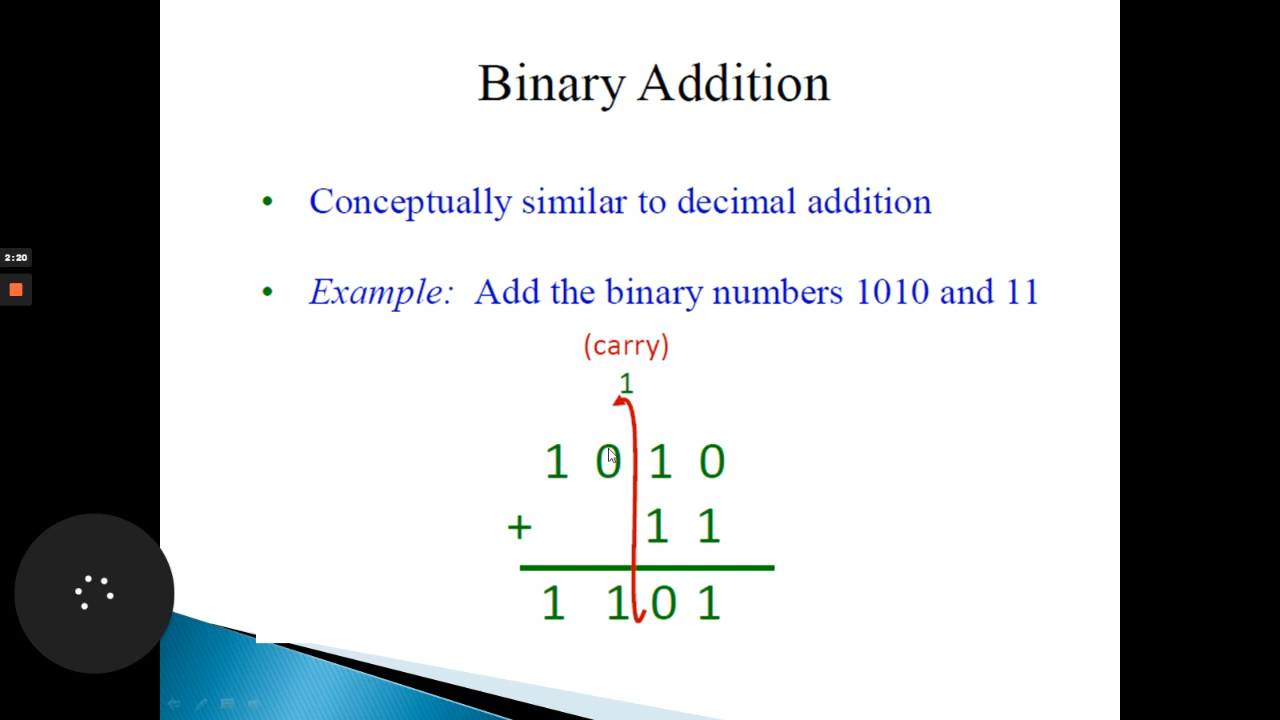 Binary Addition
• Conceptually similar to decimal addition
2:20
• Example: Add the binary numbers 1010 and 11
(carry)
1
1 0 1 0
+ 1 1
1 1 0 1